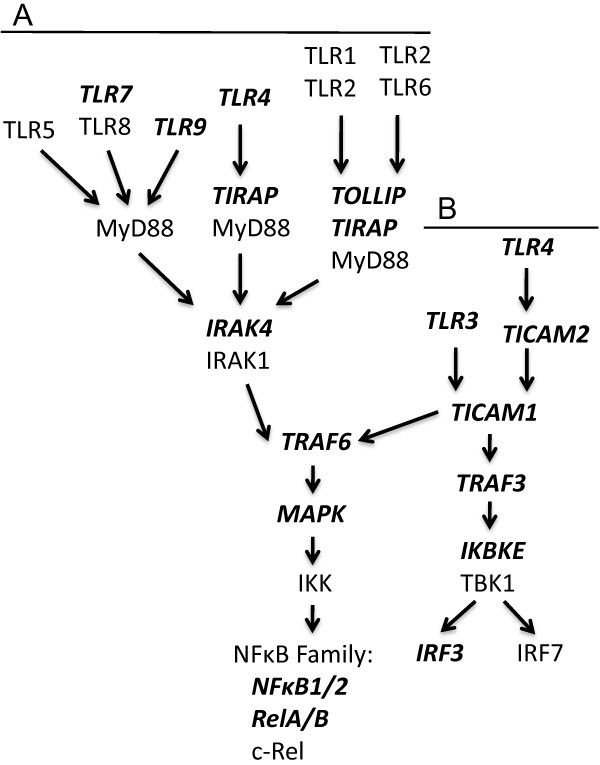 A
TLR1 TLR2
TLR2 TLR6
TLR7
TLR4
TLR5
TLR8
TLR9
TIRAP
MyD88
MyD88
TOLLIP
TIRAP
MyD88
IRAK4
IRAK1
B
TLR4
TLR3
TICAM2
TICAM1
TRAF6
TRAF3
MAPK
IKBKE
TBK1
IKK
IRF3
IRF7
NFκB Family:
NFκB1/2
RelA/B
c-Rel